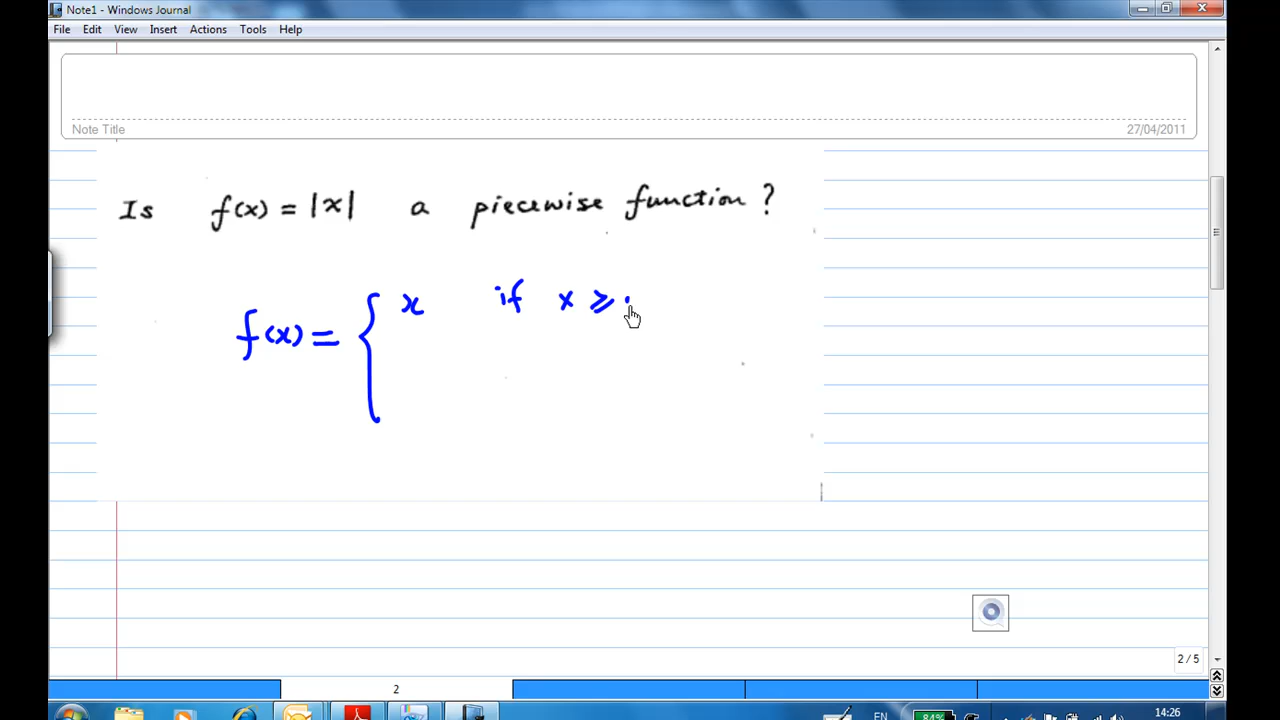 Note1 - Windows Journal
File Edit View Insert Actions Tools Help
Note Title
27/04/2011
Is f(x) = |x| a piecewise function ?
f(x) = { x if x ⩾
2 / 5
2
EN
84%
14:26